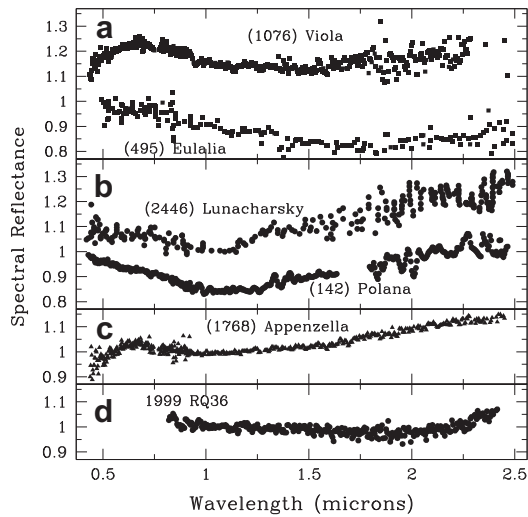 a
(1076) Viola
(495) Eulalia
1.3
1.2
1.1
1
0.9
0.8
b
(2446) Lunacharsky
(142) Polana
1.3
1.2
1.1
1
0.9
0.8
c
(1768) Appenzella
1.1
1
0.9
d
1999 RQ36
1.1
1
0.9
0.5 1 1.5 2 2.5
Spectral Reflectance
Wavelength (microns)